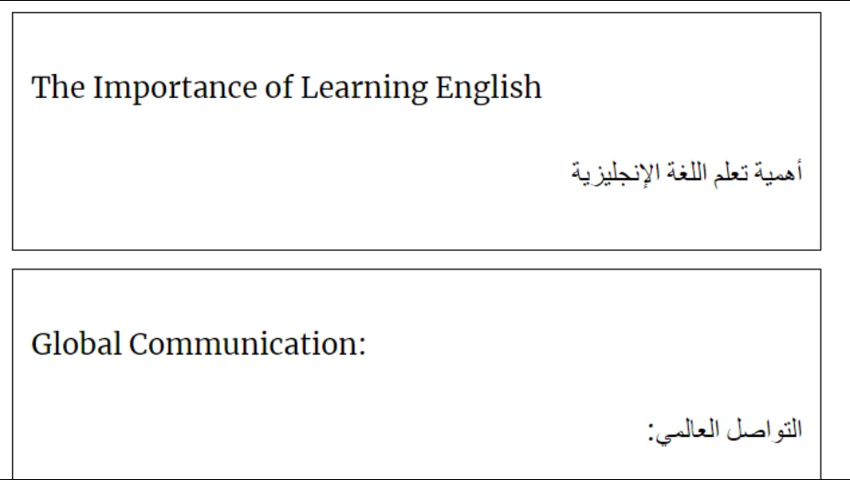 The Importance of Learning English
أهمية تعلم اللغة الإنجليزية
Global Communication:
التواصل العالمي: